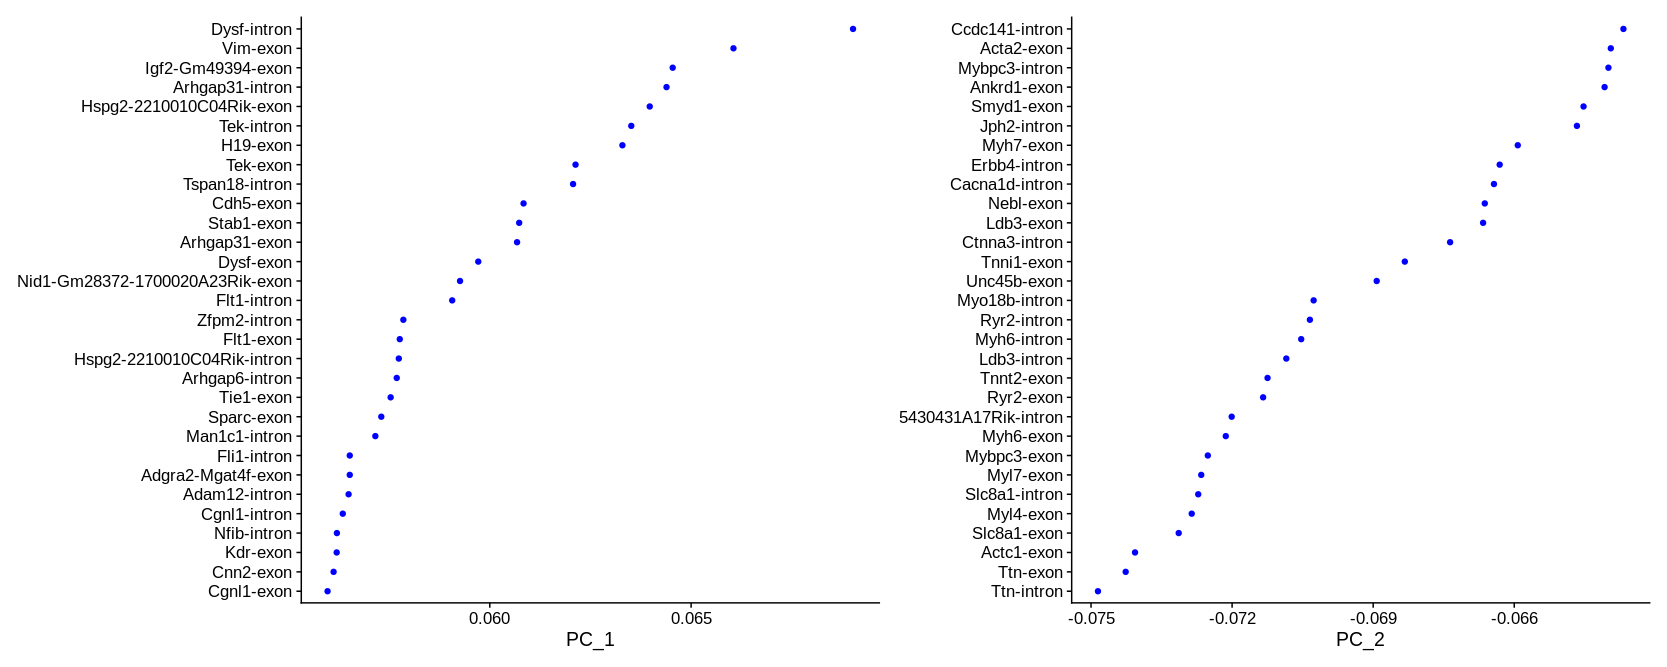 Dysf-intron
Vim-exon
Igf2-Gm49394-exon
Arhgap31-intron
Hspg2-2210010C04Rik-exon
Tek-intron
H19-exon
Tek-exon
Tspan18-intron
Cdh5-exon
Stab1-exon
Arhgap31-exon
Dysf-exon
Nid1-Gm28372-1700020A23Rik-exon
Flt1-intron
Zfpm2-intron
Flt1-exon
Hspg2-2210010C04Rik-intron
Arhgap6-intron
Tie1-exon
Sparc-exon
Man1c1-intron
Fli1-intron
Adgra2-Mgat4f-exon
Adam12-intron
Cgnl1-intron
Nfib-intron
Kdr-exon
Cnn2-exon
Cgnl1-exon
0.060 0.065
PC_1
Ccdc141-intron
Acta2-exon
Mybpc3-intron
Ankrd1-exon
Smyd1-exon
Jph2-intron
Myh7-exon
Erbb4-intron
Cacna1d-intron
Nebl-exon
Ldb3-exon
Ctnna3-intron
Tnni1-exon
Unc45b-exon
Myo18b-intron
Ryr2-intron
Myh6-intron
Ldb3-intron
Tnnt2-exon
Ryr2-exon
5430431A17Rik-intron
Myh6-exon
Mybpc3-exon
Myl7-exon
Slc8a1-intron
Myl4-exon
Slc8a1-exon
Actc1-exon
Ttn-exon
Ttn-intron
-0.075 -0.072 -0.069 -0.066
PC_2